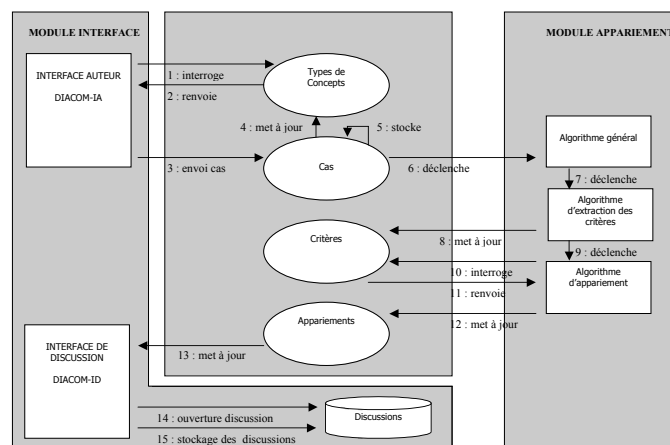 MODULE INTERFACE
MODULE APPARIEMENT
INTERFACE AUTEUR
DIACOM-IA
1 : interroge
2 : renvoie
Types de
Concepts
4 : met à jour
5 : stocke
3 : envoi cas
Cas
6 : déclenche
Algorithme général
7 : déclenche
Algorithme
d'extraction des
critères
Critères
8 : met à jour
9 : déclenche
10 : interroge
11 : renvoie
Algorithme
d'appariement
Appariements
12 : met à jour
13 : met à jour
INTERFACE DE
DISCUSSION
DIACOM-ID
14 : ouverture discussion
15 : stockage des discussions
Discussions